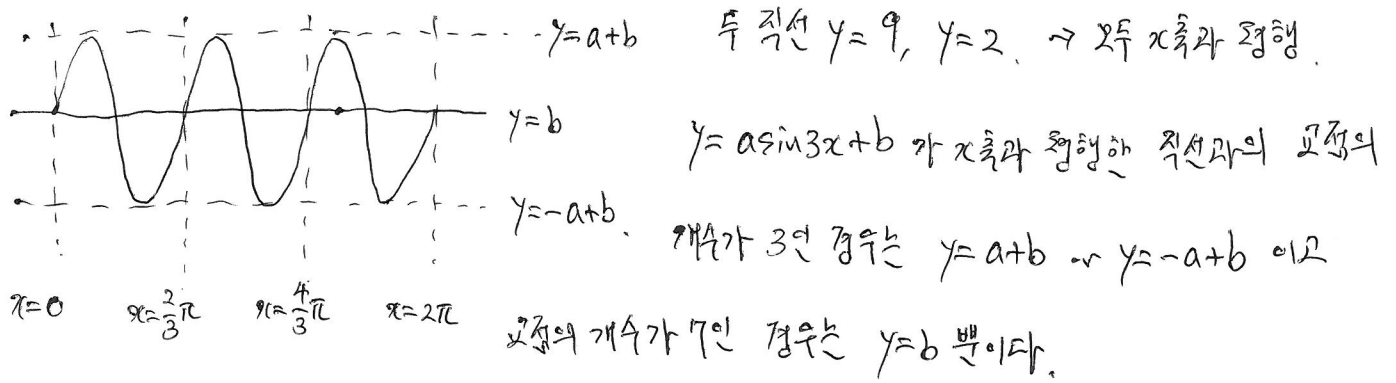 y=a+b
y=b
y=-a+b.
x=0 x=2/3π x=4/3π x=2π
두 직선 y=9, y=2. → 모두 x축과 평행.
y=asin3x+b 가 x축과 평행한 직선과의 교점의
개수가 3인 경우는 y=a+b or y=-a+b 이고
교점의 개수가 7인 경우는 y=b 뿐이다.